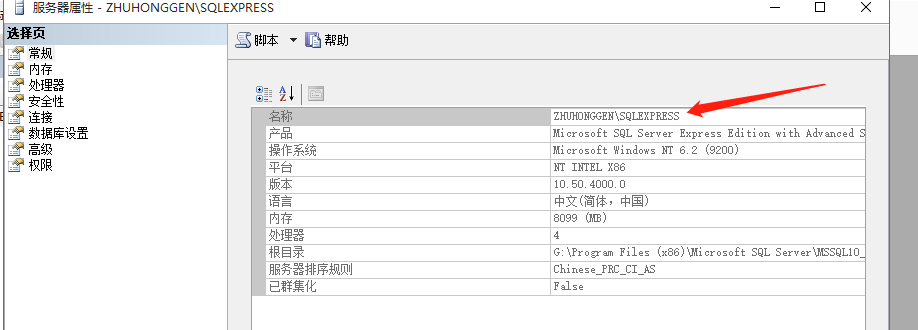 服务器属性 - ZHUHONGGEN\SQLEXPRESS
选择页
常规
内存
处理器
安全性
连接
数据库设置
高级
权限
脚本 帮助
名称 ZHUHONGGEN\SQLEXPRESS
产品 Microsoft SQL Server Express Edition with Advanced S
操作系统 Microsoft Windows NT 6.2 (9200)
平台 NT INTEL X86
版本 10.50.4000.0
语言 中文(简体，中国)
内存 8099 (MB)
处理器 4
根目录 G:\Program Files (x86)\Microsoft SQL Server\MSSQL10_
服务器排序规则 Chinese_PRC_CI_AS
已群集化 False